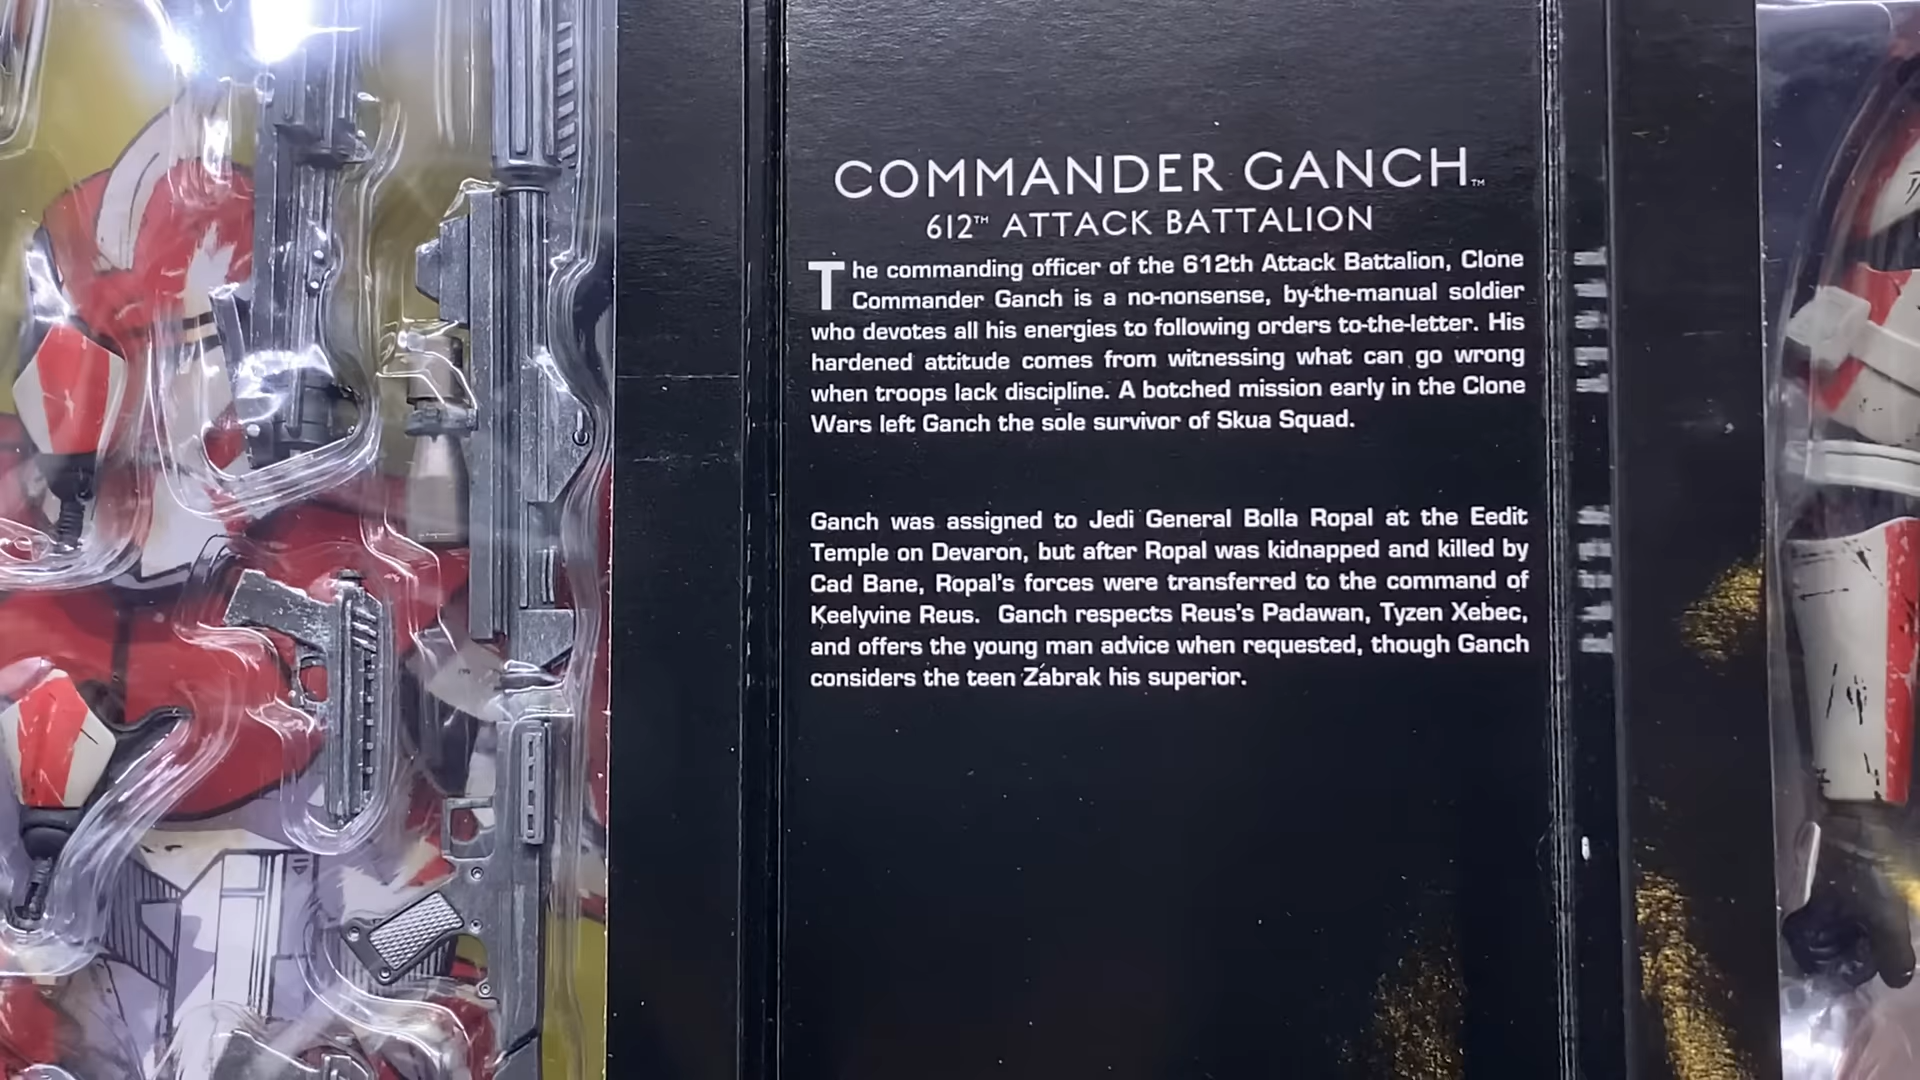 COMMANDER GANCH™
612TH ATTACK BATTALION
The commanding officer of the 612th Attack Battalion, Clone
Commander Ganch is a no-nonsense, by-the-manual soldier
who devotes all his energies to following orders to-the-letter. His
hardened attitude comes from witnessing what can go wrong
when troops lack discipline. A botched mission early in the Clone
Wars left Ganch the sole survivor of Skua Squad.
Ganch was assigned to Jedi General Bolla Ropal at the Eedit
Temple on Devaron, but after Ropal was kidnapped and killed by
Cad Bane, Ropal's forces were transferred to the command of
Keelyvine Reus. Ganch respects Reus's Padawan, Tyzen Xebec,
and offers the young man advice when requested, though Ganch
considers the teen Zabrak his superior.